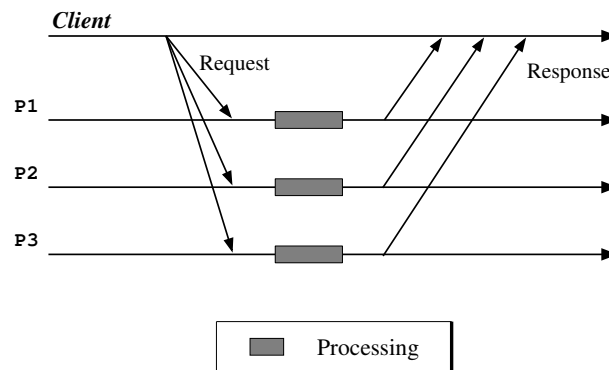 Client
Request
Response
P1
P2
P3
Processing